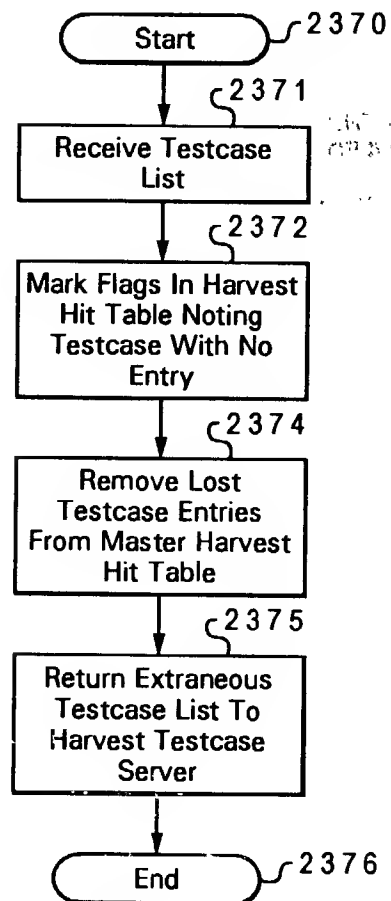 Start
2370
2371
Receive Testcase
List
2372
Mark Flags In Harvest
Hit Table Noting
Testcase With No
Entry
2374
Remove Lost
Testcase Entries
From Master Harvest
Hit Table
2375
Return Extraneous
Testcase List To
Harvest Testcase
Server
End
2376